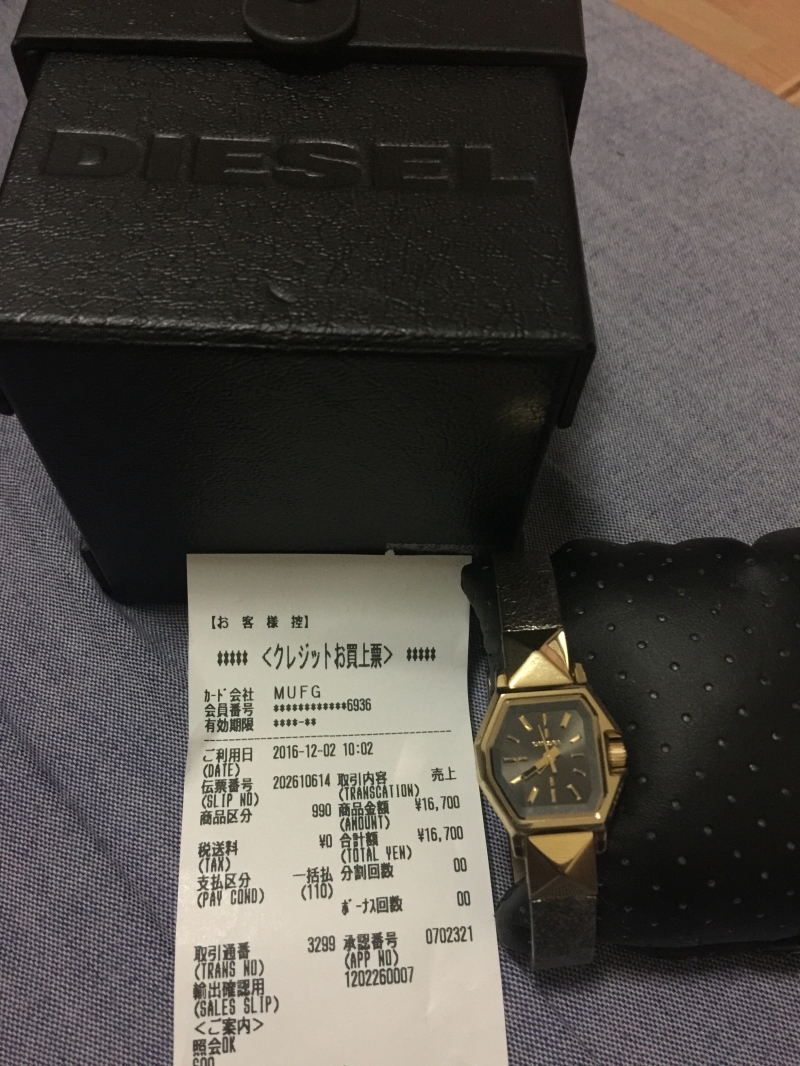 DIESEL
【お客様控】
***** <クレジットお買上票> *****
カード会社 MUFG
会員番号 ************6936
有効期限 ****-**
ご利用日 2016-12-02 10:02
(DATE)
伝票番号 202610614 取引内容 売上
(SLIP NO) (TRANSCATION)
商品区分 990 商品金額 ¥16,700
(AMOUNT)
税送料 ¥0 合計額 ¥16,700
(TAX) (TOTAL YEN)
支払区分 一括払 分割回数 00
(PAY COND) (110)
ボーナス回数 00
取引通番 3299 承認番号 0702321
(TRANS NO) (APP NO)
輸出確認用 1202260007
(SALES SLIP)
<ご案内>
照会OK
DIESEL